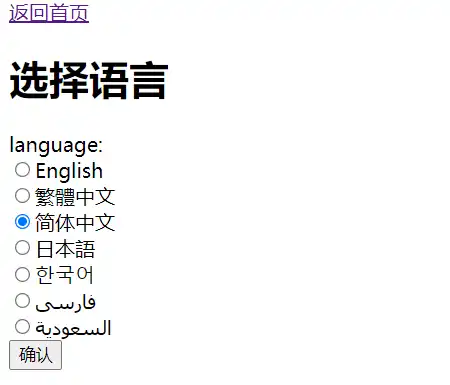 返回首页
选择语言
language:
English
繁體中文
简体中文
日本語
한국어
فارسی
السعودية
确认